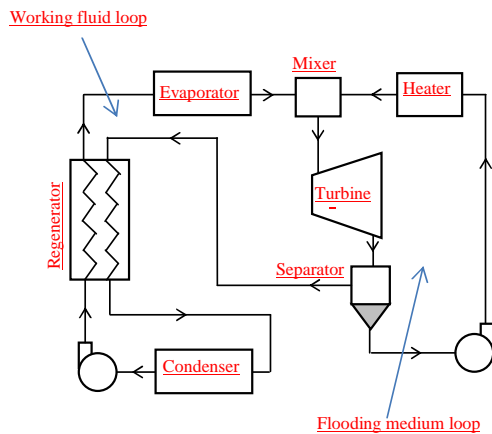 Working fluid loop
Mixer
Evaporator
Heater
Turbine
Regenerator
Separator
Condenser
Flooding medium loop